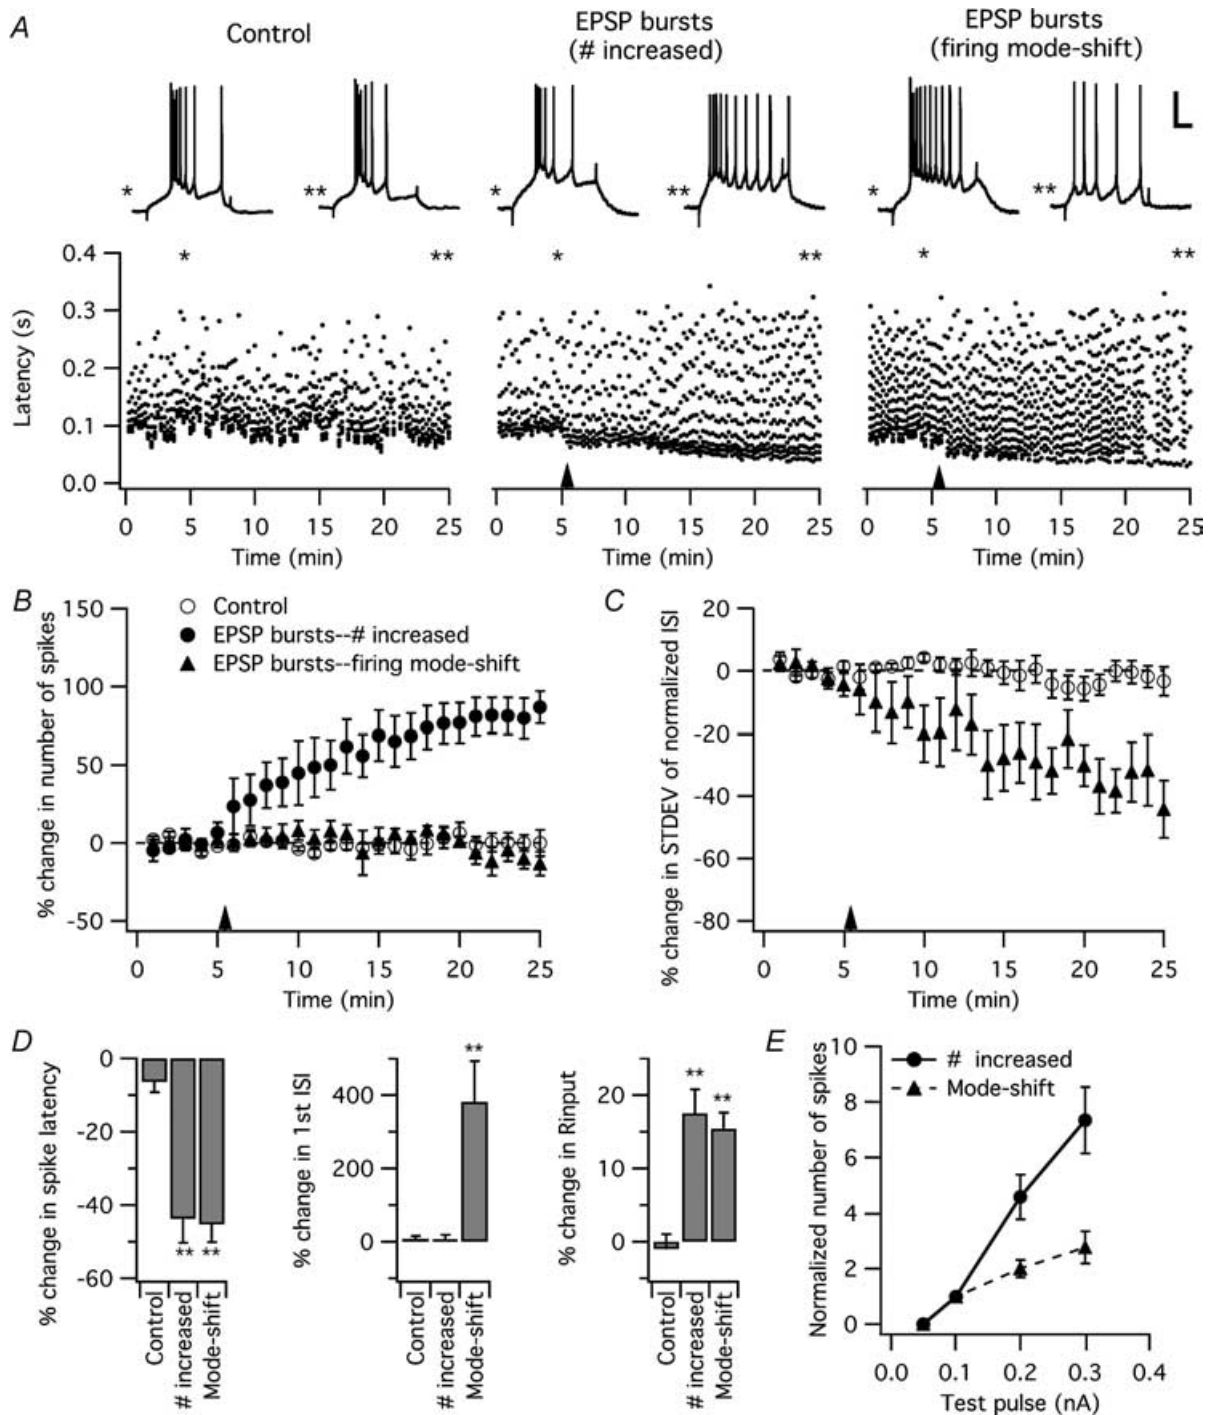 A
Control
EPSP bursts
(# increased)
EPSP bursts
(firing mode-shift)
* ** * ** * **
* ** * ** * **
Latency (s)
0.4
0.3
0.2
0.1
0.0
0 5 10 15 20 25
0 5 10 15 20 25
0 5 10 15 20 25
Time (min)
Time (min)
Time (min)
B
% change in number of spikes
150
100
50
0
-50
Control
EPSP bursts--# increased
EPSP bursts--firing mode-shift
0 5 10 15 20 25
Time (min)
C
% change in STDEV of normalized ISI
20
0
-20
-40
-60
-80
0 5 10 15 20 25
Time (min)
D
% change in spike latency
0
-20
-40
-60
** **
Control
# increased
Mode-shift
% change in 1st ISI
400
200
0
**
Control
# increased
Mode-shift
% change in Rinput
20
10
0
** **
Control
# increased
Mode-shift
E
Normalized number of spikes
10
8
6
4
2
0
# increased
Mode-shift
0.0 0.1 0.2 0.3 0.4
Test pulse (nA)